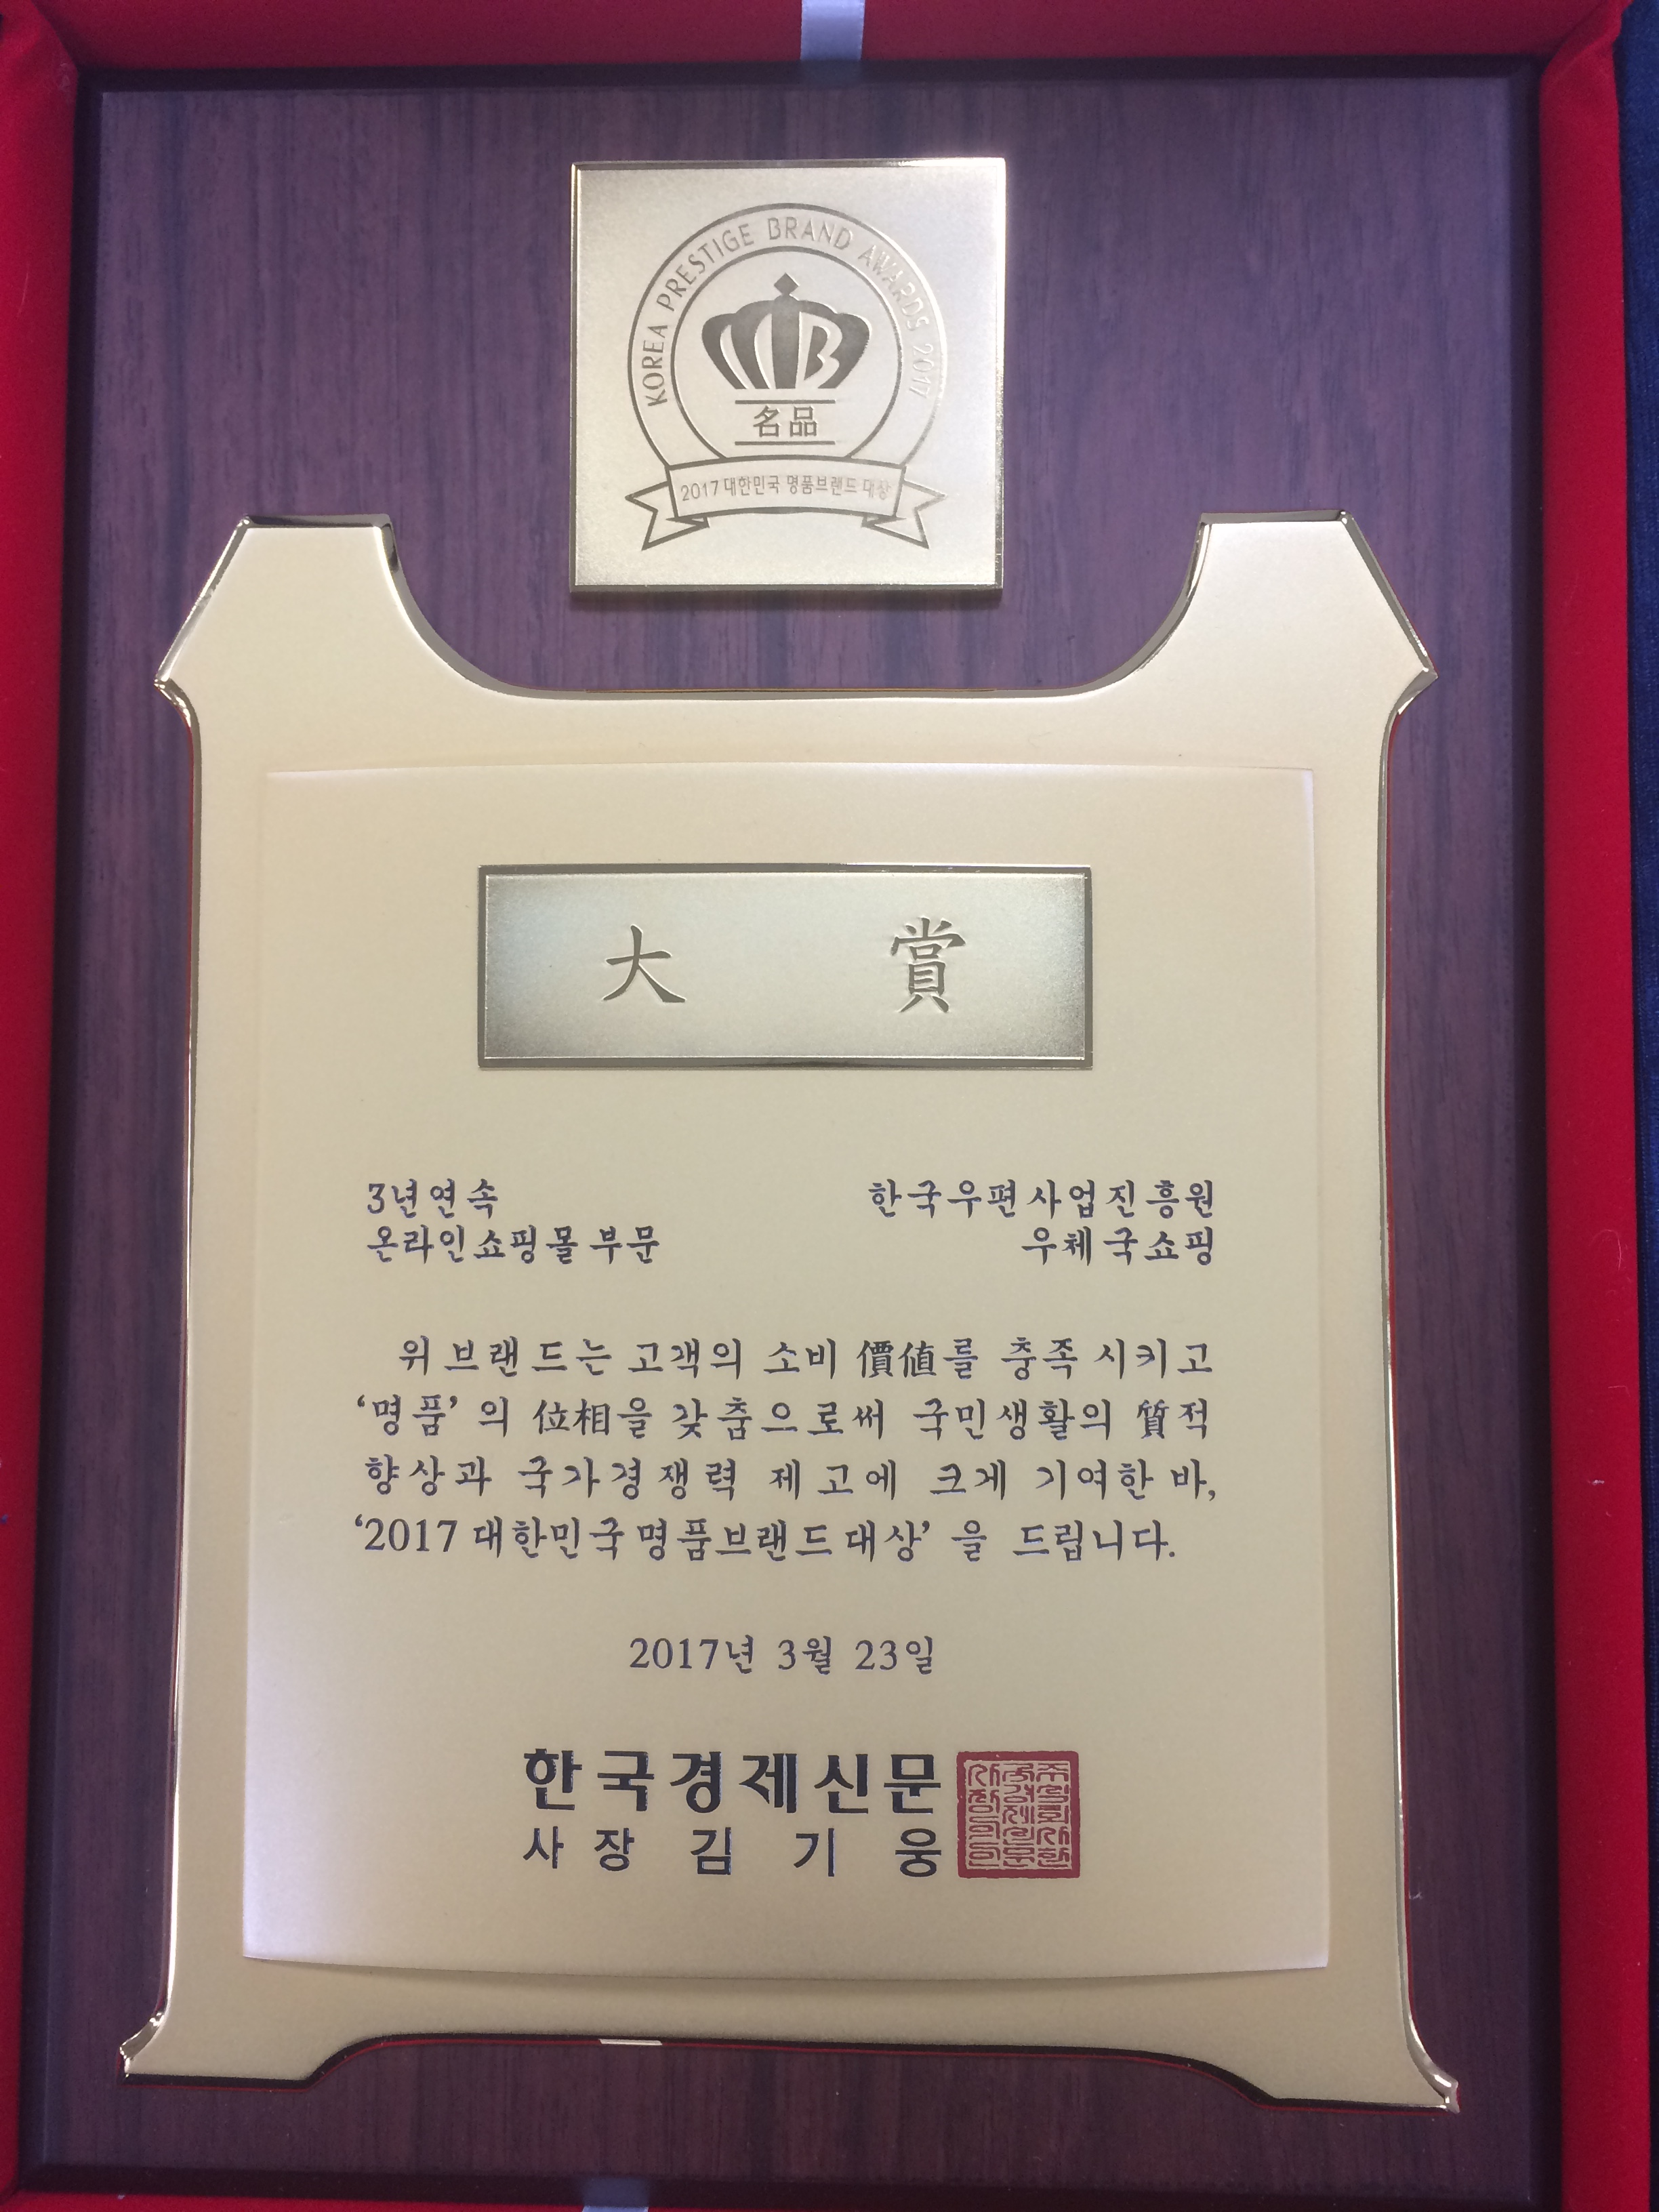 KOREA PRESTIGE BRAND AWARDS 2017
名品
2017 대한민국 명품브랜드 대상
大 賞
3년연속 한국우편사업진흥원
온라인쇼핑몰 부문 우체국쇼핑
위 브랜드는 고객의 소비 價値를 충족 시키고
‘명품’의 位相을 갖춤으로써 국민생활의 質적
향상과 국가경쟁력 제고에 크게 기여한 바,
‘2017 대한민국 명품브랜드 대상’을 드립니다.
2017년 3월 23일
한국경제신문
사장 김기웅